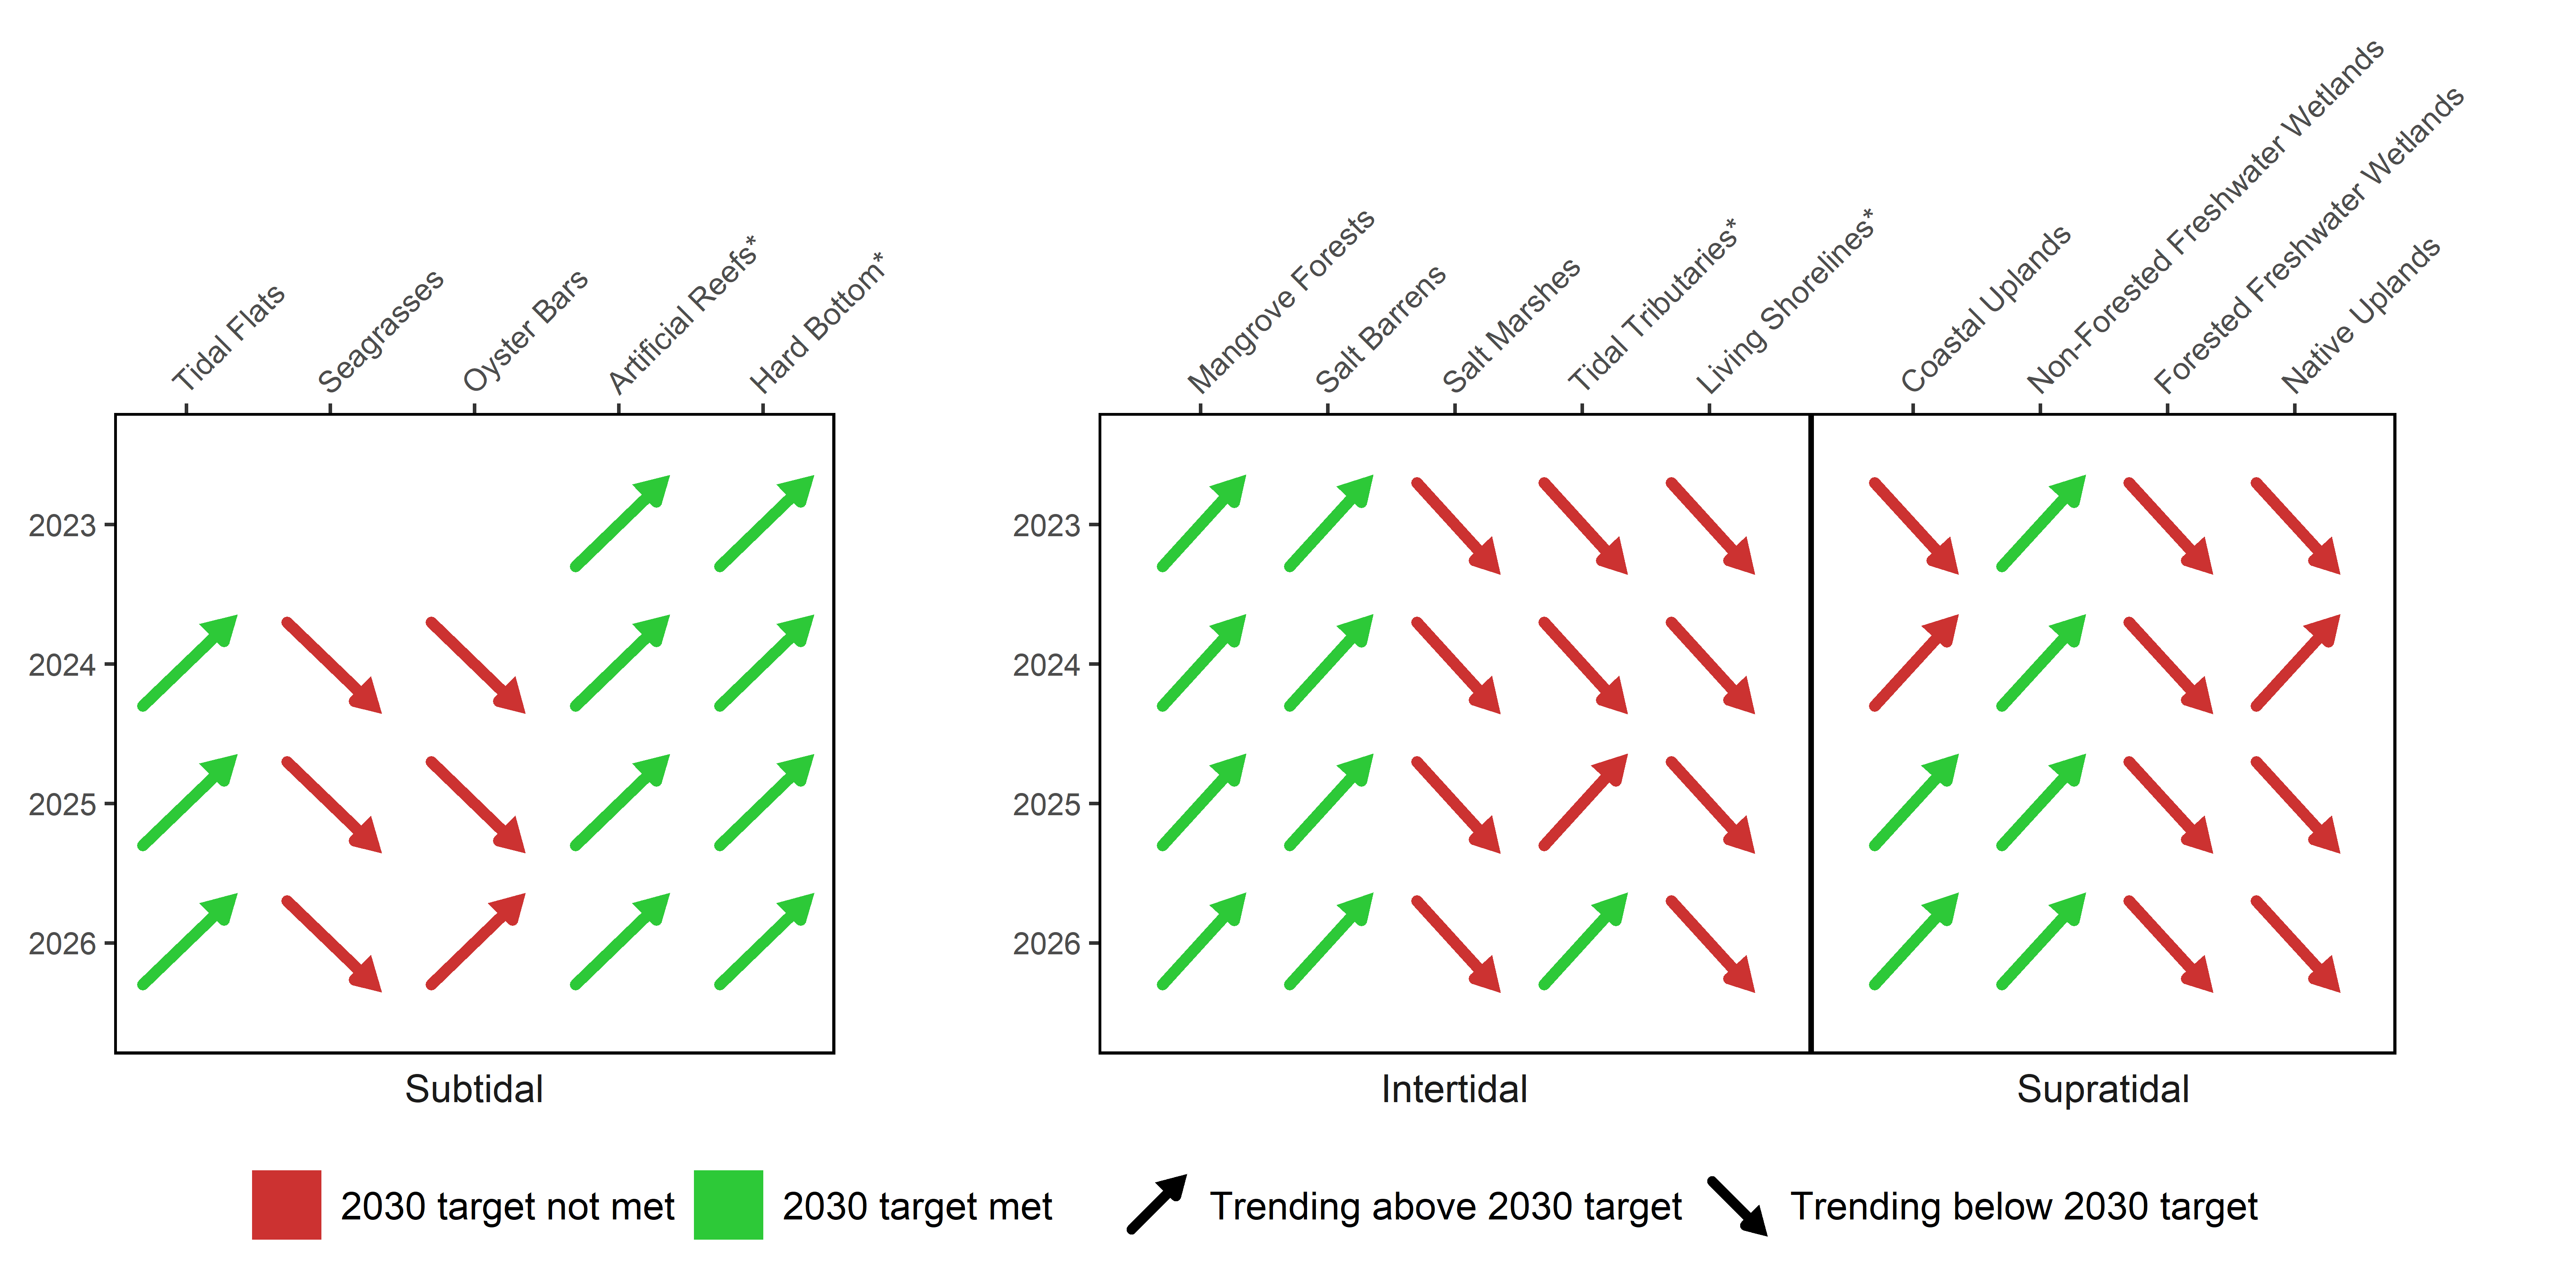 Tidal Flats
Seagrasses
Oyster Bars
Artificial Reefs*
Hard Bottom*
Mangrove Forests
Salt Barrens
Salt Marshes
Tidal Tributaries*
Living Shorelines*
Coastal Uplands
Non-Forested Freshwater Wetlands
Forested Freshwater Wetlands
Native Uplands
2023
2024
2025
2026
2023
2024
2025
2026
Subtidal
Intertidal
Supratidal
2030 target not met
2030 target met
Trending above 2030 target
Trending below 2030 target